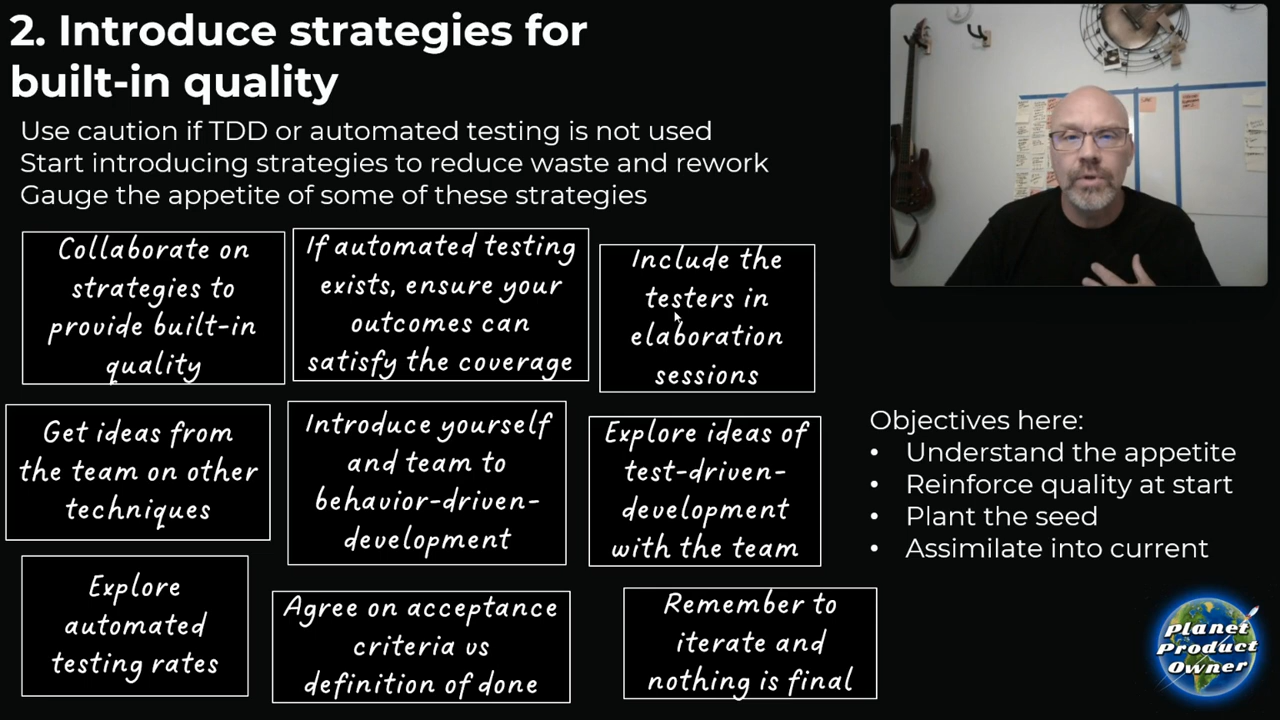 2. Introduce strategies for
built-in quality
Use caution if TDD or automated testing is not used
Start introducing strategies to reduce waste and rework
Gauge the appetite of some of these strategies
Collaborate on
strategies to
provide built-in
quality
If automated testing
exists, ensure your
outcomes can
satisfy the coverage
Include the
testers in
elaboration
sessions
Get ideas from
the team on other
techniques
Introduce yourself
and team to
behavior-driven-
development
Explore ideas of
test-driven-
development
with the team
Explore
automated
testing rates
Agree on acceptance
criteria vs
definition of done
Remember to
iterate and
nothing is final
Objectives here:
• Understand the appetite
• Reinforce quality at start
• Plant the seed
• Assimilate into current
Planet
Product
Owner